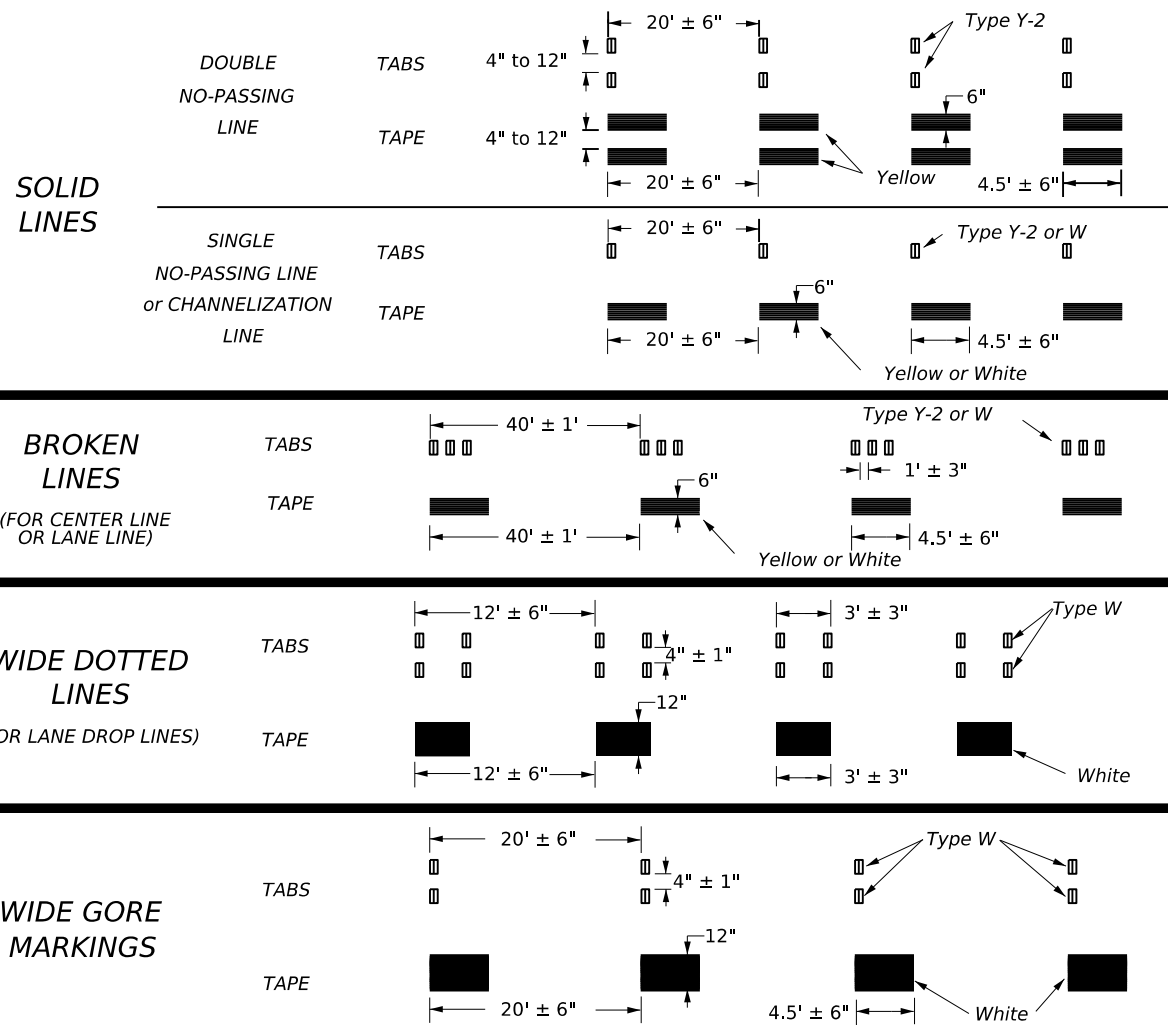 SOLID
LINES
DOUBLE
NO-PASSING
LINE
TABS
20' ± 6"
Type Y-2
4" to 12"
TAPE
4" to 12"
6"
Yellow
20' ± 6"
4.5' ± 6"
SINGLE
NO-PASSING LINE
or CHANNELIZATION
LINE
TABS
20' ± 6"
Type Y-2 or W
TAPE
6"
20' ± 6"
4.5' ± 6"
Yellow or White
BROKEN
LINES
(FOR CENTER LINE
OR LANE LINE)
TABS
40' ± 1'
Type Y-2 or W
1' ± 3"
TAPE
6"
40' ± 1'
4.5' ± 6"
Yellow or White
WIDE DOTTED
LINES
OR LANE DROP LINES)
TABS
12' ± 6"
3' ± 3"
Type W
4" ± 1"
TAPE
12"
12' ± 6"
3' ± 3"
White
WIDE GORE
MARKINGS
TABS
20' ± 6"
Type W
4" ± 1"
TAPE
12"
20' ± 6"
4.5' ± 6"
White